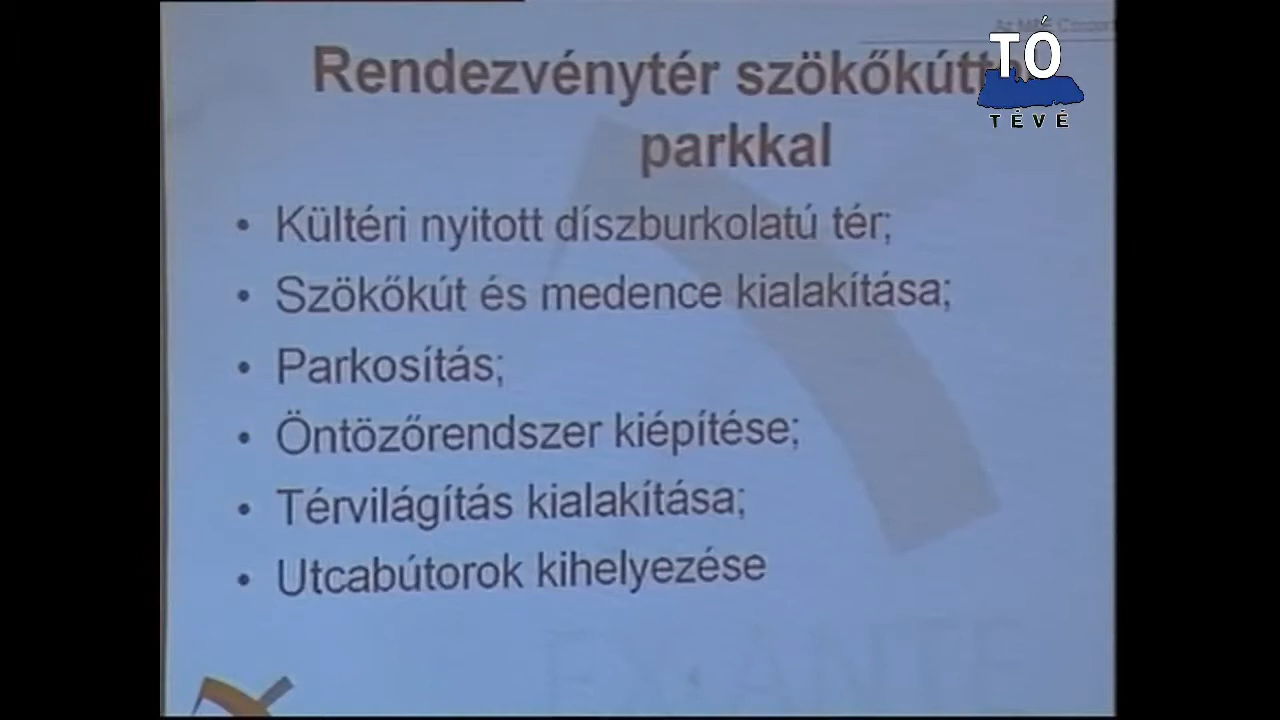 TÓ
TÉVÉ
Rendezvénytér
parkkal
• Kültéri nyitott díszburkolatú tér;
• Szökőkút és medence kialakítása;
• Parkosítás;
• Öntözőrendszer kiépítése;
• Térvilágítás kialakítása;
• Utcabútorok kihelyezése
EXANTE